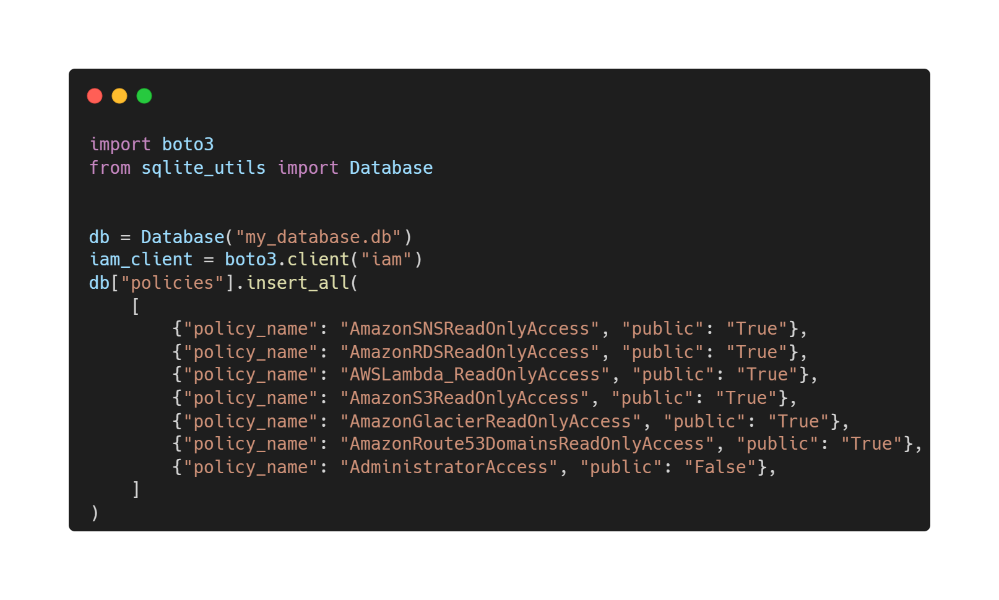 import boto3
from sqlite_utils import Database
db = Database("my_database.db")
iam_client = boto3.client("iam")
db["policies"].insert_all(
    [
        {"policy_name": "AmazonSNSReadOnlyAccess", "public": "True"},
        {"policy_name": "AmazonRDSReadOnlyAccess", "public": "True"},
        {"policy_name": "AWSLambda_ReadOnlyAccess", "public": "True"},
        {"policy_name": "AmazonS3ReadOnlyAccess", "public": "True"},
        {"policy_name": "AmazonGlacierReadOnlyAccess", "public": "True"},
        {"policy_name": "AmazonRoute53DomainsReadOnlyAccess", "public": "True"},
        {"policy_name": "AdministratorAccess", "public": "False"},
    ]
)